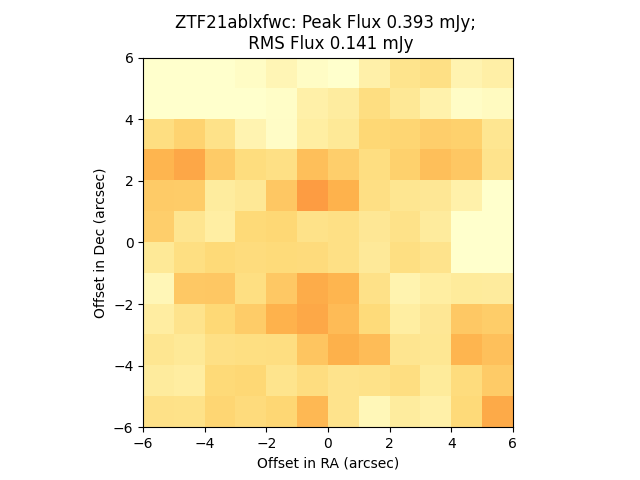 ZTF21ablxfwc: Peak Flux 0.393 mJy;
RMS Flux 0.141 mJy
6
4
2
0
−2
−4
−6
Offset in Dec (arcsec)
−6 −4 −2 0 2 4 6
Offset in RA (arcsec)